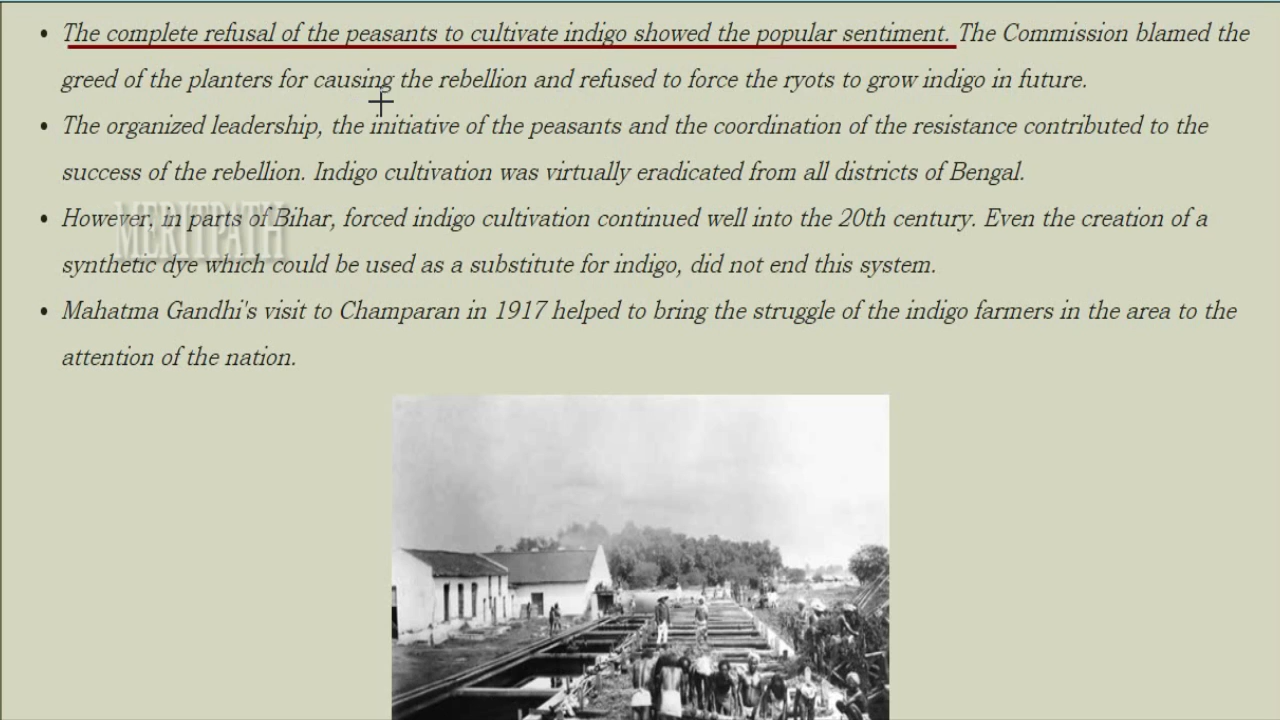 • The complete refusal of the peasants to cultivate indigo showed the popular sentiment. The Commission blamed the
greed of the planters for causing the rebellion and refused to force the ryots to grow indigo in future.
• The organized leadership, the initiative of the peasants and the coordination of the resistance contributed to the
success of the rebellion. Indigo cultivation was virtually eradicated from all districts of Bengal.
• However, in parts of Bihar, forced indigo cultivation continued well into the 20th century. Even the creation of a
MERITPATH
synthetic dye which could be used as a substitute for indigo, did not end this system.
• Mahatma Gandhi's visit to Champaran in 1917 helped to bring the struggle of the indigo farmers in the area to the
attention of the nation.